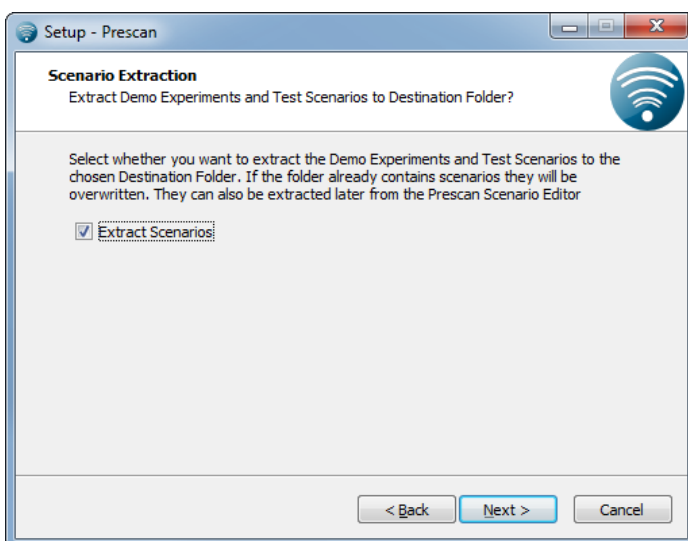 Setup - Prescan
Scenario Extraction
Extract Demo Experiments and Test Scenarios to Destination Folder?
Select whether you want to extract the Demo Experiments and Test Scenarios to the
chosen Destination Folder. If the folder already contains scenarios they will be
overwritten. They can also be extracted later from the Prescan Scenario Editor
Extract Scenarios
< Back
Next >
Cancel